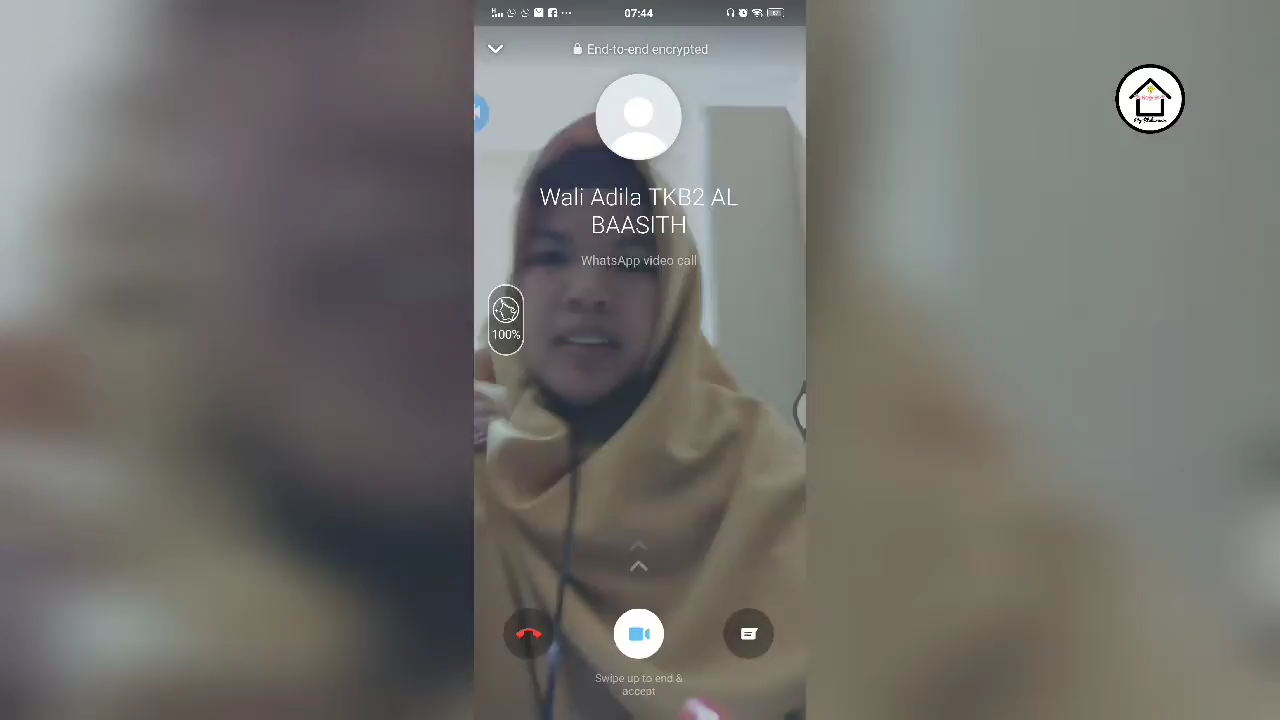 07:44
End-to-end encrypted
Wali Adila TKB2 AL
BAASITH
WhatsApp video call
100%
Swipe up to end &
accept